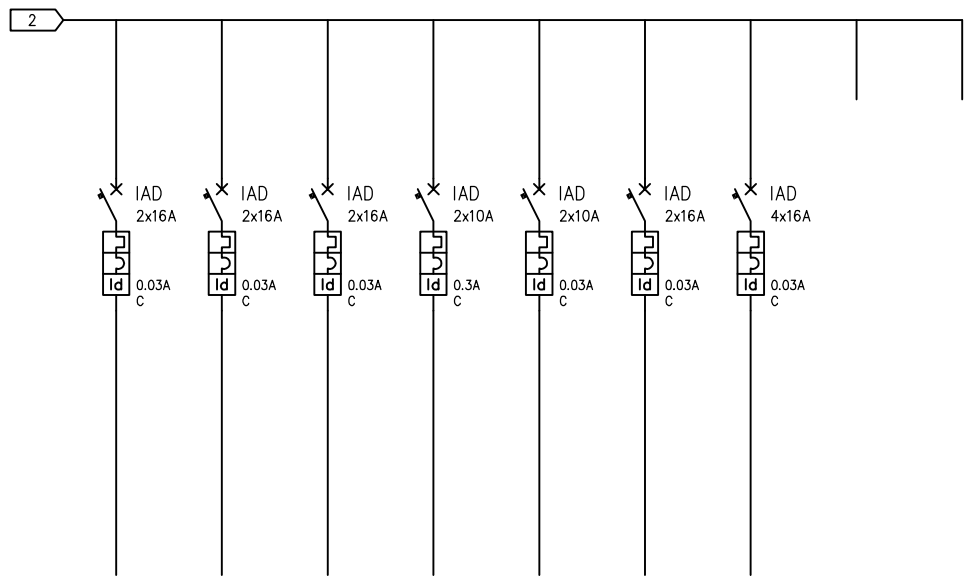 2
IAD IAD IAD IAD IAD IAD IAD
2x16A 2x16A 2x16A 2x10A 2x10A 2x16A 4x16A
Id 0.03A Id 0.03A Id 0.03A Id 0.3A Id 0.03A Id 0.03A Id 0.03A
C C C C C C C